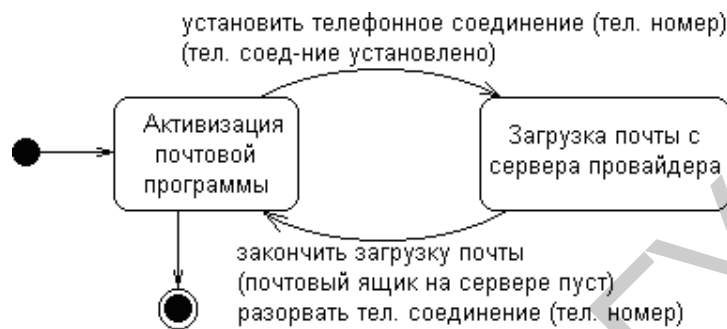 установить телефонное соединение (тел. номер)
(тел. соед-ние установлено)
Активизация
почтовой
программы
Загрузка почты с
сервера провайдера
закончить загрузку почты
(почтовый ящик на сервере пуст)
разорвать тел. соединение (тел. номер)